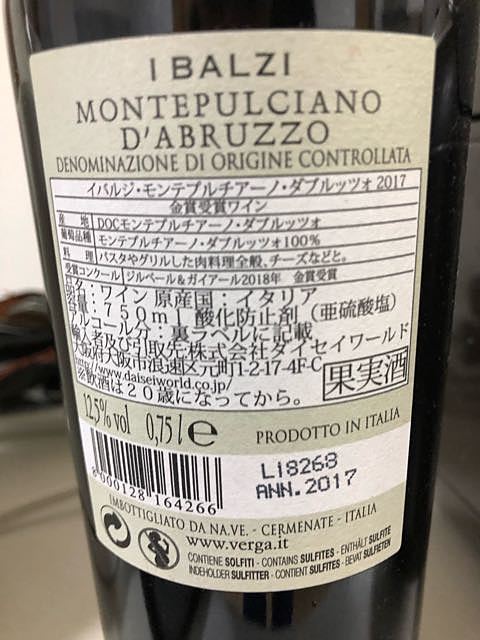 I BALZI
MONTEPULCIANO
D'ABRUZZO
DENOMINAZIONE DI ORIGINE CONTROLLATA
イバルジ・モンテプルチアーノ・ダブルッツォ 2017
金賞受賞ワイン
産 地 DOCモンテプルチアーノ・ダブルッツォ
葡萄品種 モンテプルチアーノ・ダブルッツォ100%
料 理 パスタやグリルした肉料理全般、チーズなどと。
受賞コンクール ジルベール&ガイアール2018年 金賞受賞
品名：ワイン 原産国：イタリア
容量：750ml 酸化防止剤（亜硫酸塩）
アルコール分：裏ラベルに記載
輸入者及び引取先:株式会社ダイセイワールド
大阪府大阪市浪速区元町1-2-17-4F-C
http://www.daiseiworld.co.jp/
※飲酒は20歳になってから。
果実酒
12,5% vol 0,75 l e
PRODOTTO IN ITALIA
L18268
ANN.2017
8 000128 164266
IMBOTTIGLIATO DA NA.VE. - CERMENATE - ITALIA
www.verga.it
CONTIENE SOLFITI - CONTAINS SULFITES - ENTHÄLT SULFITE
INDEHOLDER SULFITTER - CONTIENT SULFITES - BEVAT SULFIETEN